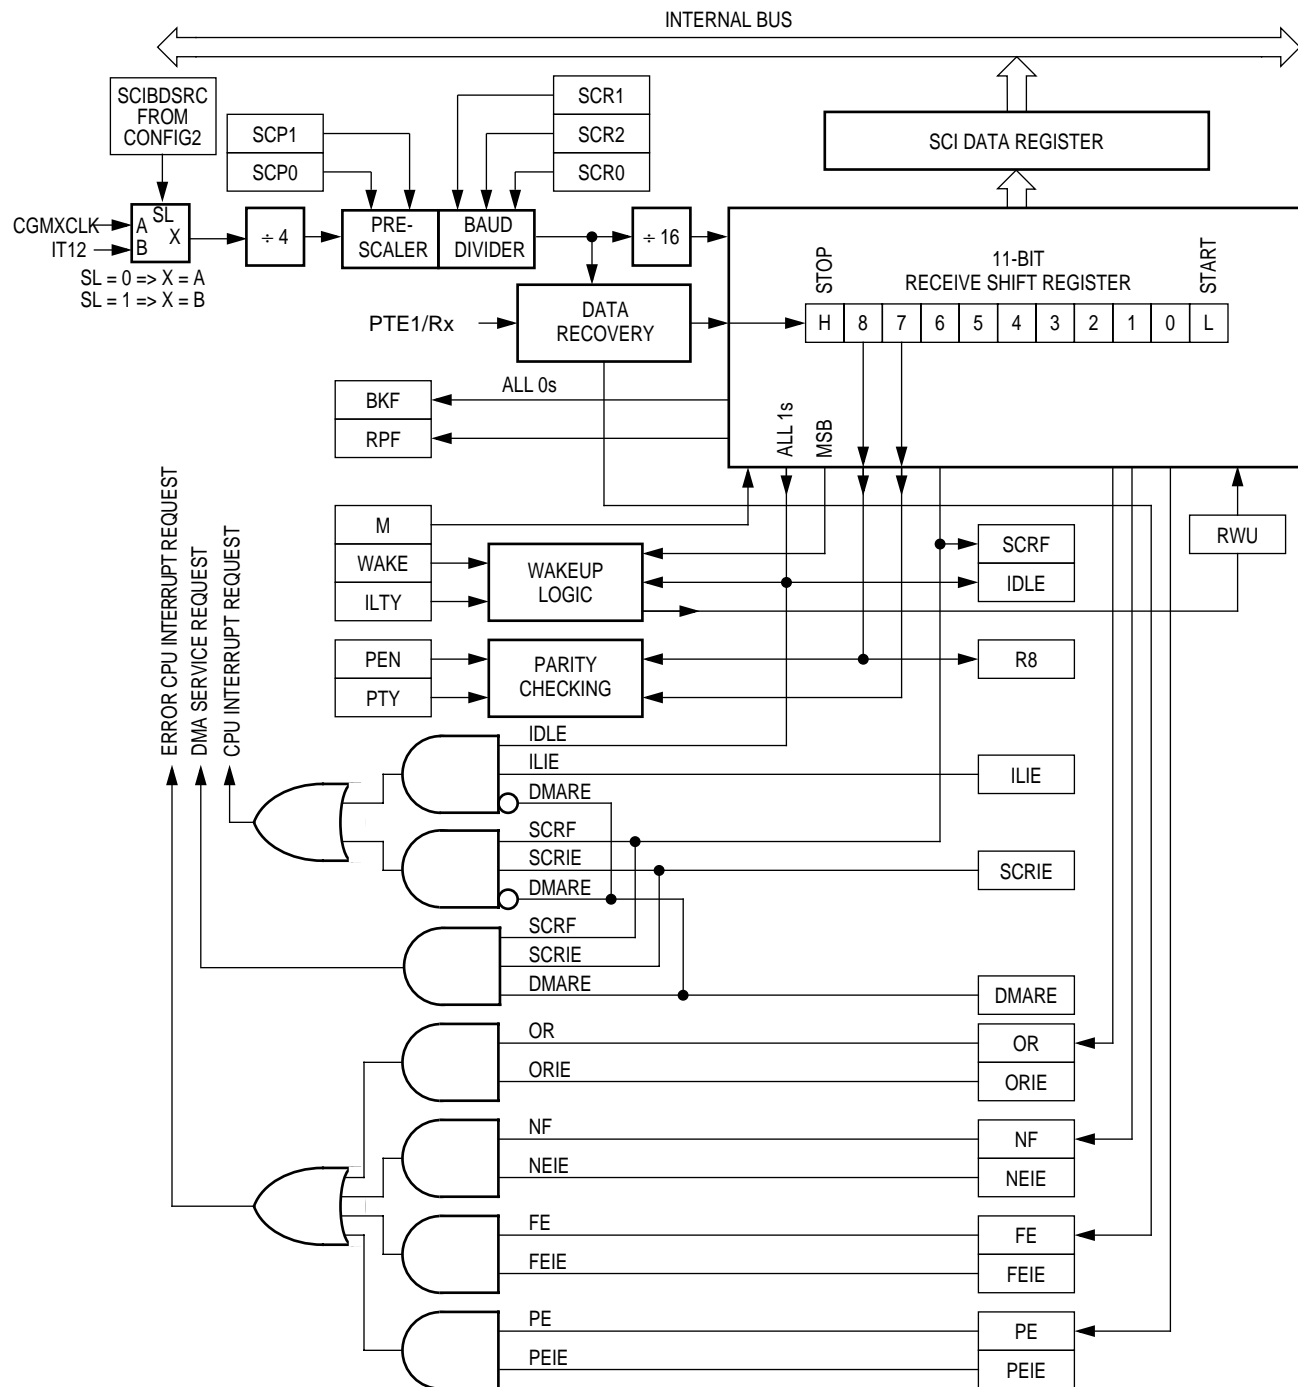 INTERNAL BUS
SCIBDSRC
FROM
CONFIG2
SCP1
SCP0
SCR1
SCR2
SCR0
SCI DATA REGISTER
CGMXCLK
IT12
SL
A
X
B
SL = 0 => X = A
SL = 1 => X = B
÷ 4
PRE-
SCALER
BAUD
DIVIDER
÷ 16
STOP
11-BIT
RECEIVE SHIFT REGISTER
START
H 8 7 6 5 4 3 2 1 0 L
PTE1/Rx
DATA
RECOVERY
ALL 0s
BKF
RPF
ALL 1s
MSB
M
WAKE
ILTY
WAKEUP
LOGIC
SCRF
IDLE
RWU
PEN
PTY
PARITY
CHECKING
R8
ERROR CPU INTERRUPT REQUEST
DMA SERVICE REQUEST
CPU INTERRUPT REQUEST
IDLE
ILIE
ILIE
DMARE
SCRF
SCRIE
SCRIE
DMARE
SCRF
SCRIE
DMARE
DMARE
OR
OR
ORIE
ORIE
NF
NF
NEIE
NEIE
FE
FE
FEIE
FEIE
PE
PE
PEIE
PEIE